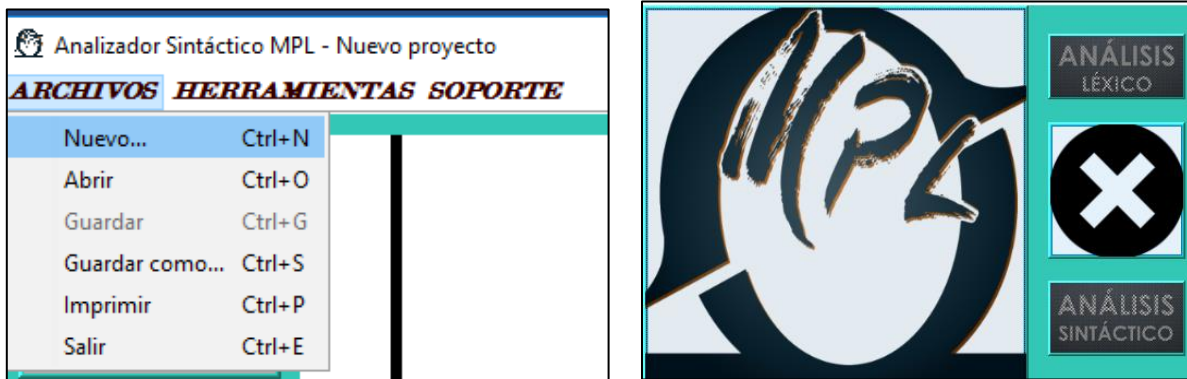 Analizador Sintáctico MPL - Nuevo proyecto
ARCHIVOS HERRAMIENTAS SOPORTE
Nuevo... Ctrl+N
Abrir Ctrl+O
Guardar Ctrl+G
Guardar como... Ctrl+S
Imprimir Ctrl+P
Salir Ctrl+E
MPL
ANÁLISIS
LÉXICO
ANÁLISIS
SINTÁCTICO